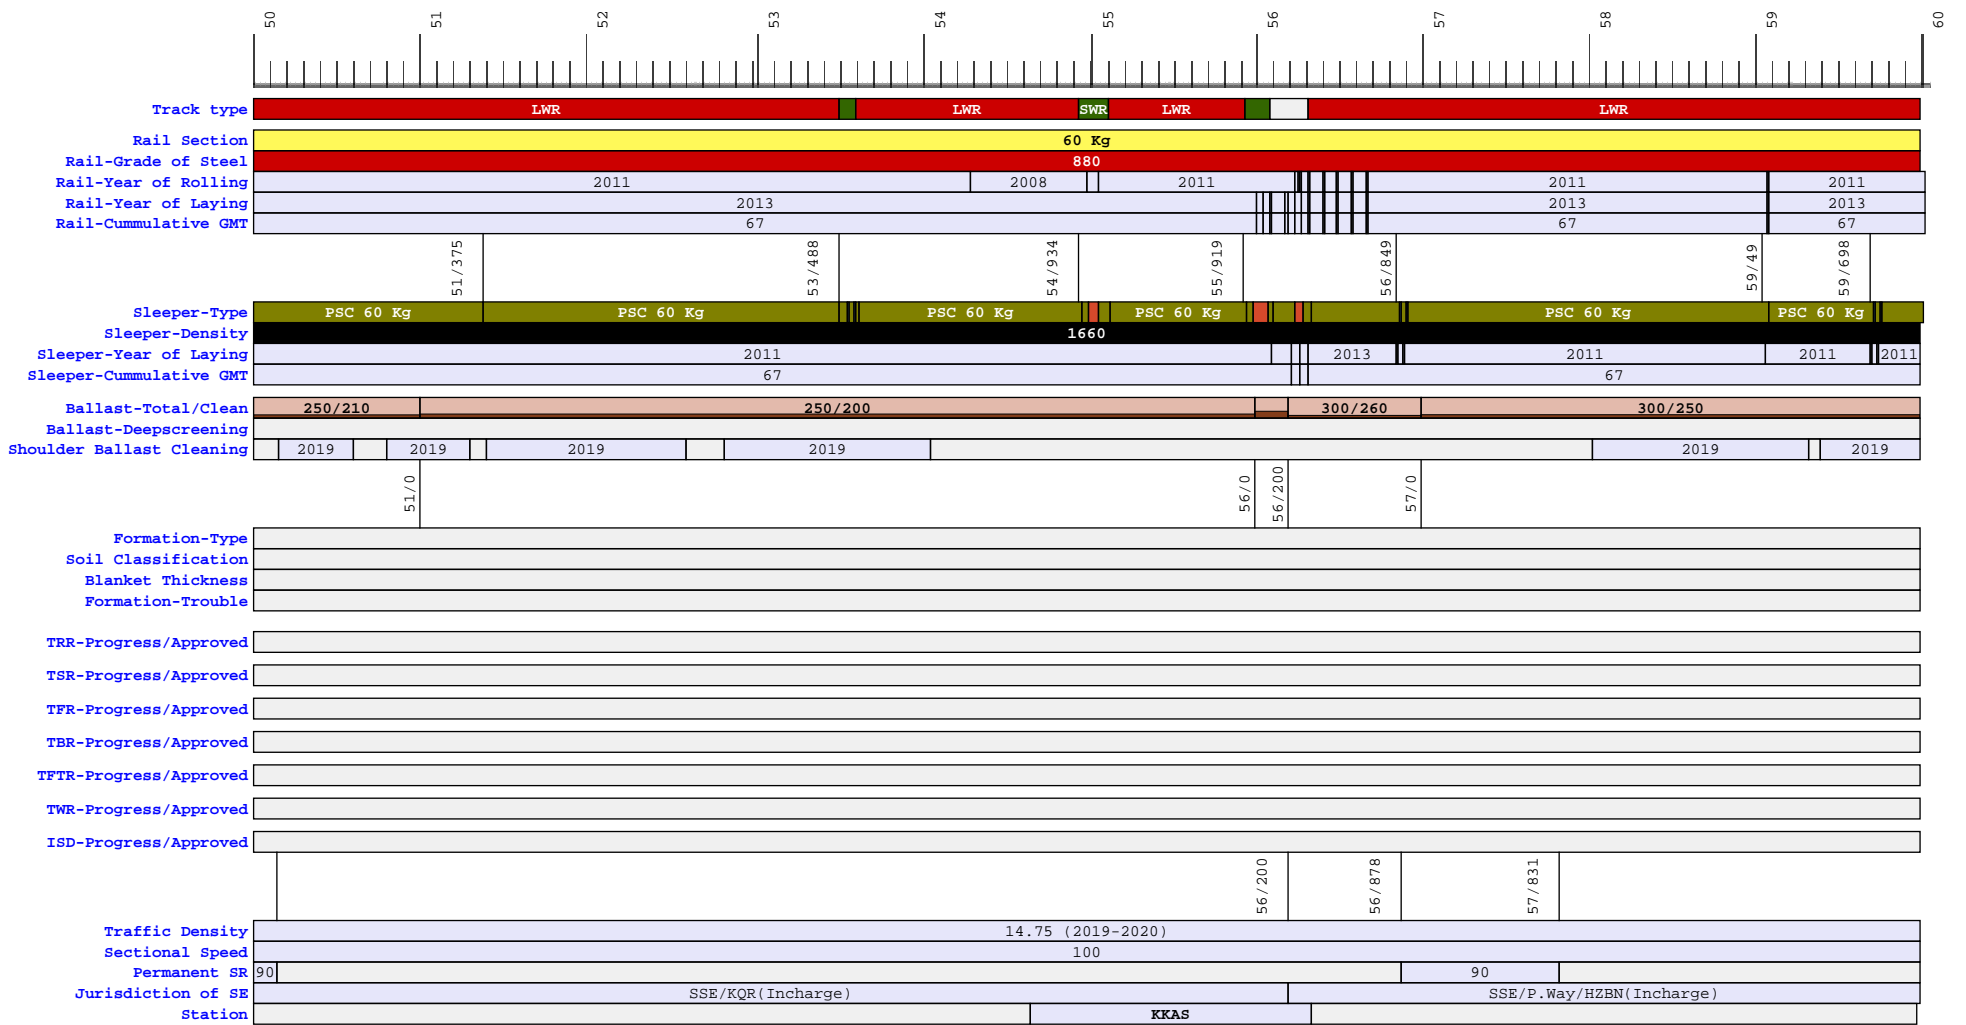 50 51 52 53 54 55 56 57 58 59 60
Track type LWR LWR SWR LWR LWR
Rail Section 60 Kg
Rail-Grade of Steel 880
Rail-Year of Rolling 2011 2008 2011 2011 2011
Rail-Year of Laying 2013 2013 2013
Rail-Cummulative GMT 67 67 67
51/375 53/488 54/934 55/919 56/849 59/49 59/698
Sleeper-Type PSC 60 Kg PSC 60 Kg PSC 60 Kg PSC 60 Kg PSC 60 Kg PSC 60 Kg
Sleeper-Density 1660
Sleeper-Year of Laying 2011 2013 2011 2011 2011
Sleeper-Cummulative GMT 67 67
Ballast-Total/Clean 250/210 250/200 300/260 300/250
Ballast-Deepscreening
Shoulder Ballast Cleaning 2019 2019 2019 2019 2019 2019
51/0 56/0 56/200 57/0
Formation-Type
Soil Classification
Blanket Thickness
Formation-Trouble
TRR-Progress/Approved
TSR-Progress/Approved
TFR-Progress/Approved
TBR-Progress/Approved
TFTR-Progress/Approved
TWR-Progress/Approved
ISD-Progress/Approved
56/200 56/878 57/831
Traffic Density 14.75 (2019-2020)
Sectional Speed 100
Permanent SR 90 90
Jurisdiction of SE SSE/KQR(Incharge) SSE/P.Way/HZBN(Incharge)
Station KKAS